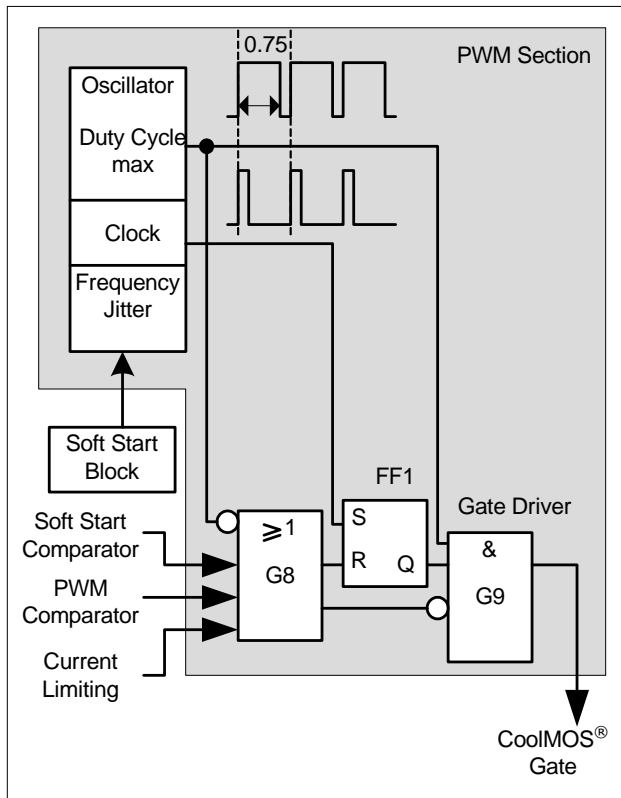 0.75
PWM Section
Oscillator
Duty Cycle
max
Clock
Frequency
Jitter
Soft Start
Block
FF1
Gate Driver
Soft Start
Comparator
PWM
Comparator
Current
Limiting
≥1
G8
S
R
Q
&
G9
CoolMOS®
Gate